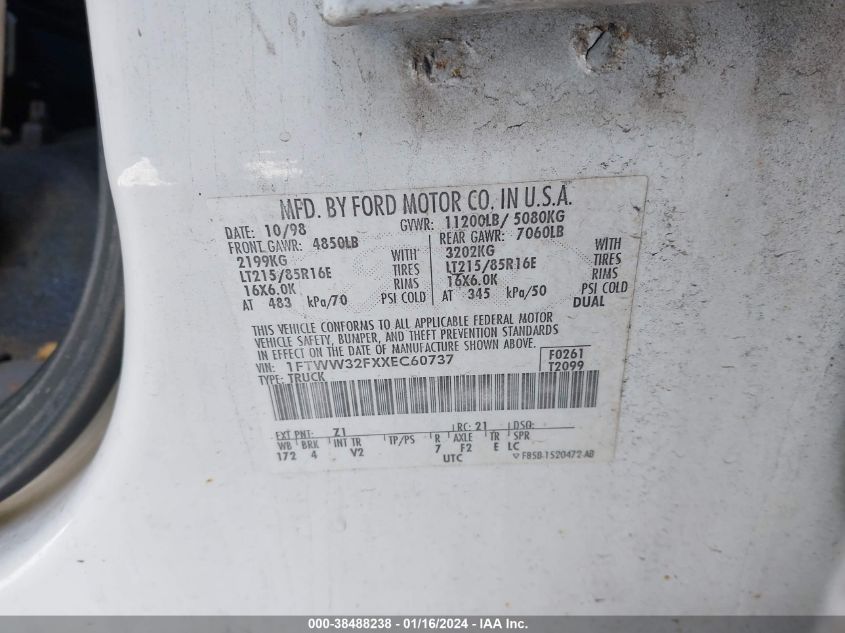 MFD. BY FORD MOTOR CO. IN U.S.A.
DATE: 10/98 GVWR: 11200LB/ 5080KG
FRONT GAWR: 4850LB REAR GAWR: 7060LB
2199KG WITH 3202KG WITH
LT215/85R16E TIRES LT215/85R16E TIRES
16X6.0K RIMS 16X6.0K RIMS
AT 483 kPa/70 PSI COLD AT 345 kPa/50 PSI COLD
DUAL
THIS VEHICLE CONFORMS TO ALL APPLICABLE FEDERAL MOTOR
VEHICLE SAFETY, BUMPER, AND THEFT PREVENTION STANDARDS
IN EFFECT ON THE DATE OF MANUFACTURE SHOWN ABOVE.
VIN: 1FTWW32FXXEC60737 F0261
TYPE: TRUCK T2099
EXT PNT: Z1 RC: 21 DSO:
WB BRK INT TR TP/PS R AXLE TR SPR
172 4 V2 7 F2 E LC
UTC F85B-1520472-AB
000-38488238 - 01/16/2024 - IAA Inc.